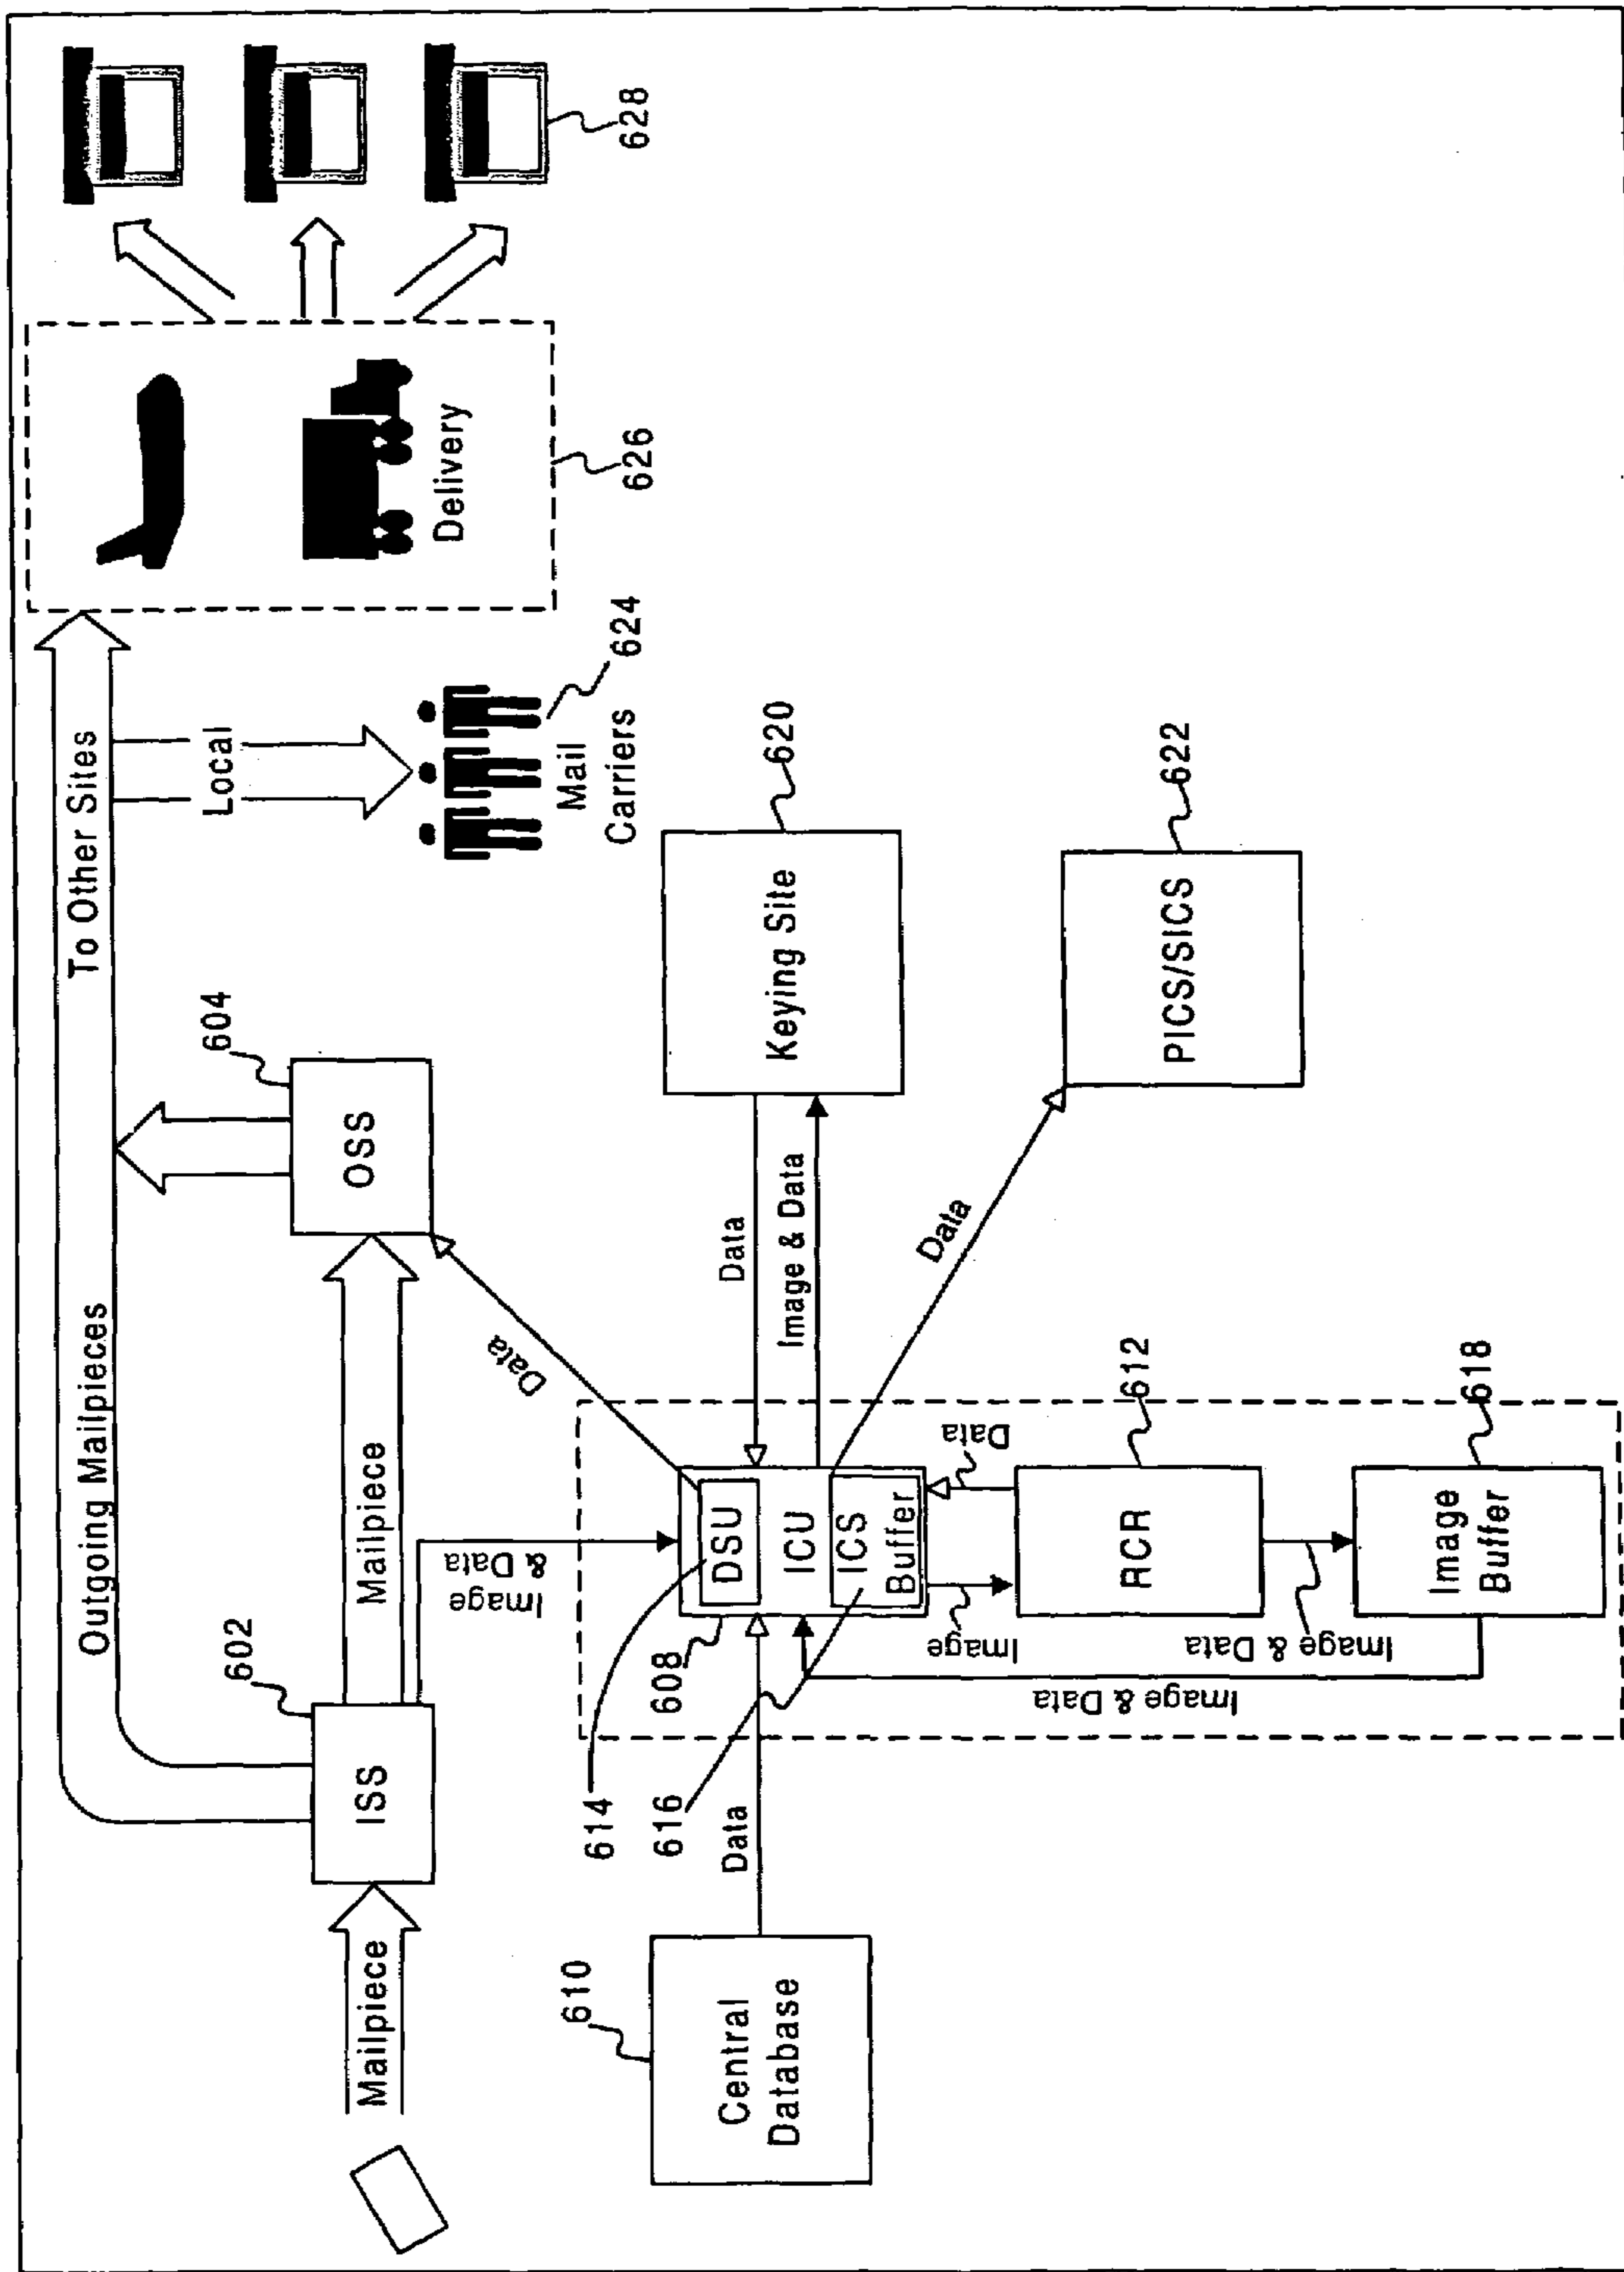 Outgoing Mailpieces
To Other Sites
Local
Mailpiece
602
ISS
Mailpiece
604
OSS
624
Mail
Carriers
Delivery
626
628
Image
& Data
Data
610
Central
Database
Data
614
616
608
DSU
ICU
ICS
Buffer
Data
Image & Data
620
Keying Site
Data
622
PICS/SICS
Image
Data
612
RCR
Image & Data
Image & Data
618
Image
Buffer